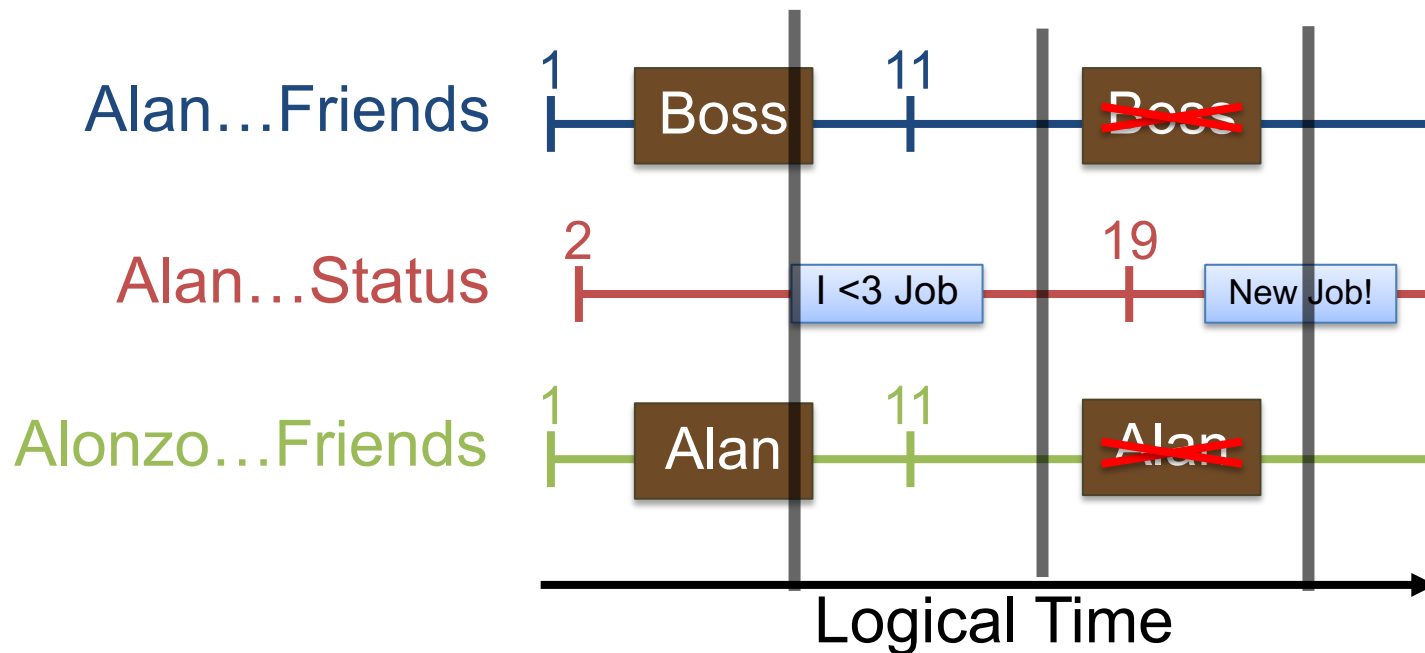 1 11
Alan…Friends Boss Boss
2 19
Alan…Status I <3 Job New Job!
1 11
Alonzo…Friends Alan Alan
Logical Time